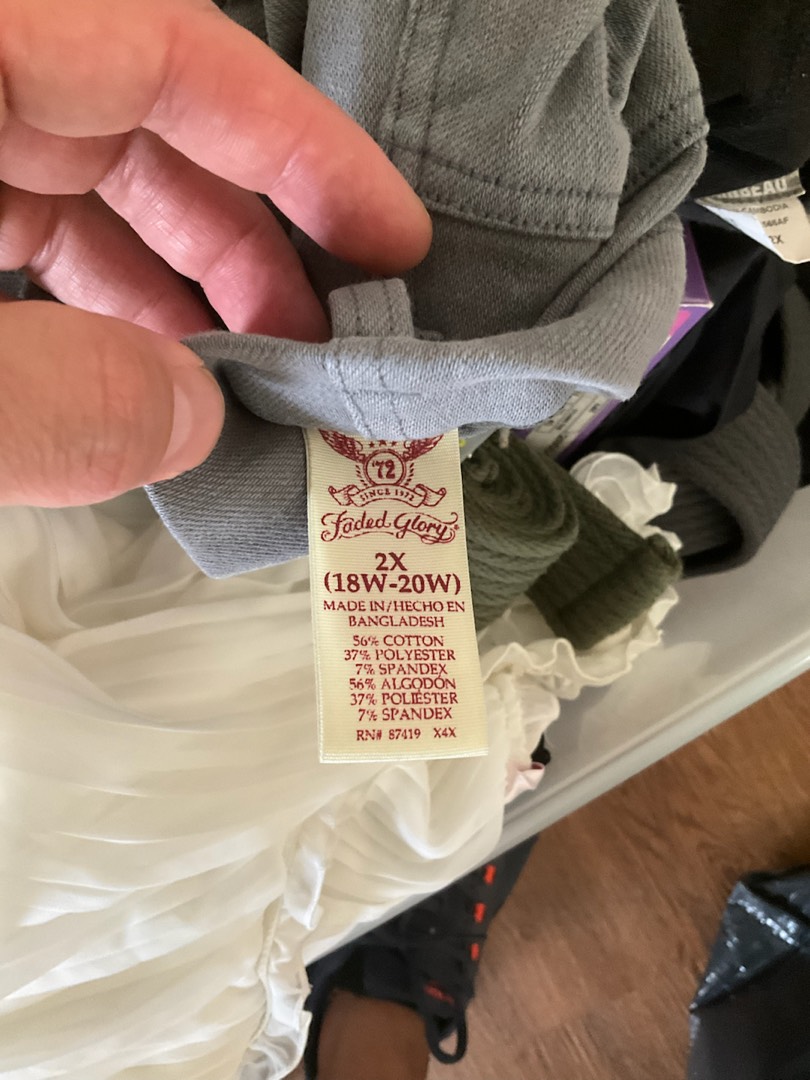 '72
SINCE 1972
Faded Glory®
2X
(18W-20W)
MADE IN/HECHO EN
BANGLADESH
56% COTTON
37% POLYESTER
7% SPANDEX
56% ALGODÓN
37% POLIÉSTER
7% SPANDEX
RN# 87419 X4X
2X